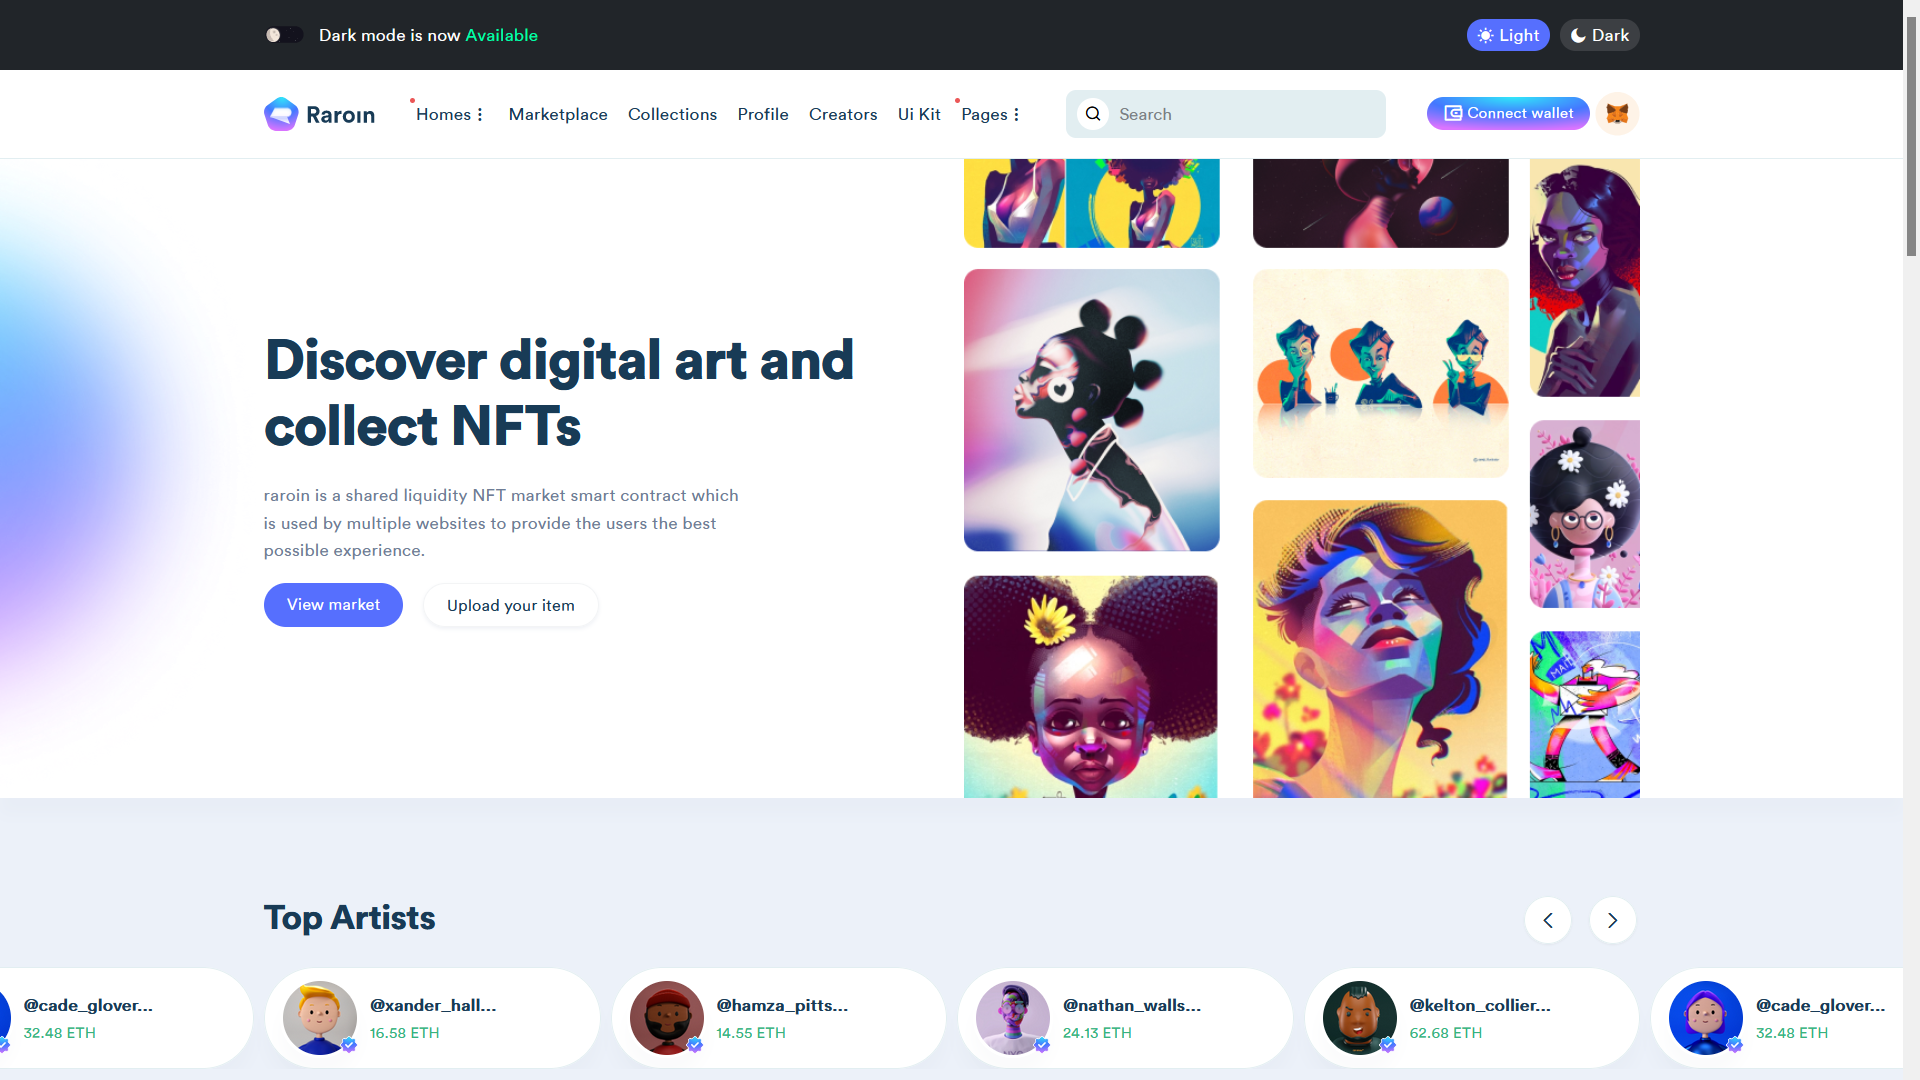 Dark mode is now Available
Light
Dark
Raroin
Homes
Marketplace
Collections
Profile
Creators
Ui Kit
Pages
Search
Connect wallet
Discover digital art and
collect NFTs
raroin is a shared liquidity NFT market smart contract which
is used by multiple websites to provide the users the best
possible experience.
View market
Upload your item
MAIL
Top Artists
@cade_glover...
32.48 ETH
@xander_hall...
16.58 ETH
@hamza_pitts...
14.55 ETH
@nathan_walls...
24.13 ETH
@kelton_collier...
62.68 ETH
@cade_glover...
32.48 ETH